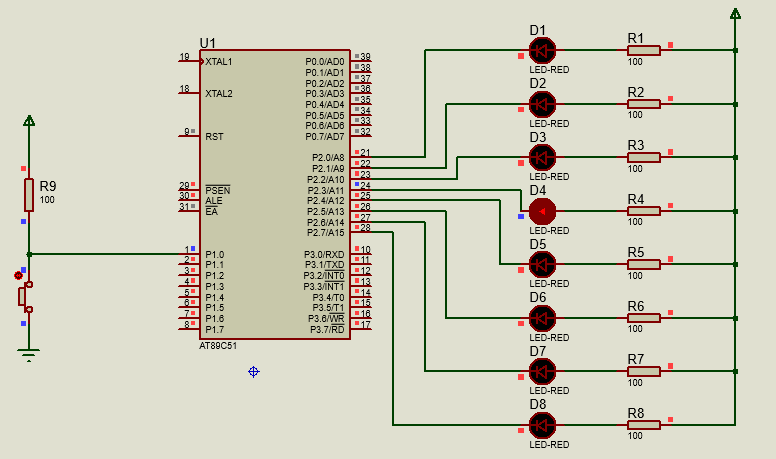 U1
19 XTAL1
18 XTAL2
9 RST
29 PSEN
30 ALE
31 EA
1 P1.0
2 P1.1
3 P1.2
4 P1.3
5 P1.4
6 P1.5
7 P1.6
8 P1.7
P0.0/AD0 39
P0.1/AD1 38
P0.2/AD2 37
P0.3/AD3 36
P0.4/AD4 35
P0.5/AD5 34
P0.6/AD6 33
P0.7/AD7 32
P2.0/A8 21
P2.1/A9 22
P2.2/A10 23
P2.3/A11 24
P2.4/A12 25
P2.5/A13 26
P2.6/A14 27
P2.7/A15 28
P3.0/RXD 10
P3.1/TXD 11
P3.2/INT0 12
P3.3/INT1 13
P3.4/T0 14
P3.5/T1 15
P3.6/WR 16
P3.7/RD 17
AT89C51
R9
100
D1
LED-RED
R1
100
D2
LED-RED
R2
100
D3
LED-RED
R3
100
D4
LED-RED
R4
100
D5
LED-RED
R5
100
D6
LED-RED
R6
100
D7
LED-RED
R7
100
D8
LED-RED
R8
100